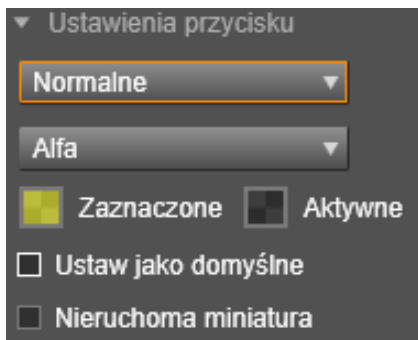 Ustawienia przycisku
Normalne
Alfa
Zaznaczone Aktywne
Ustaw jako domyślne
Nieruchoma miniatura